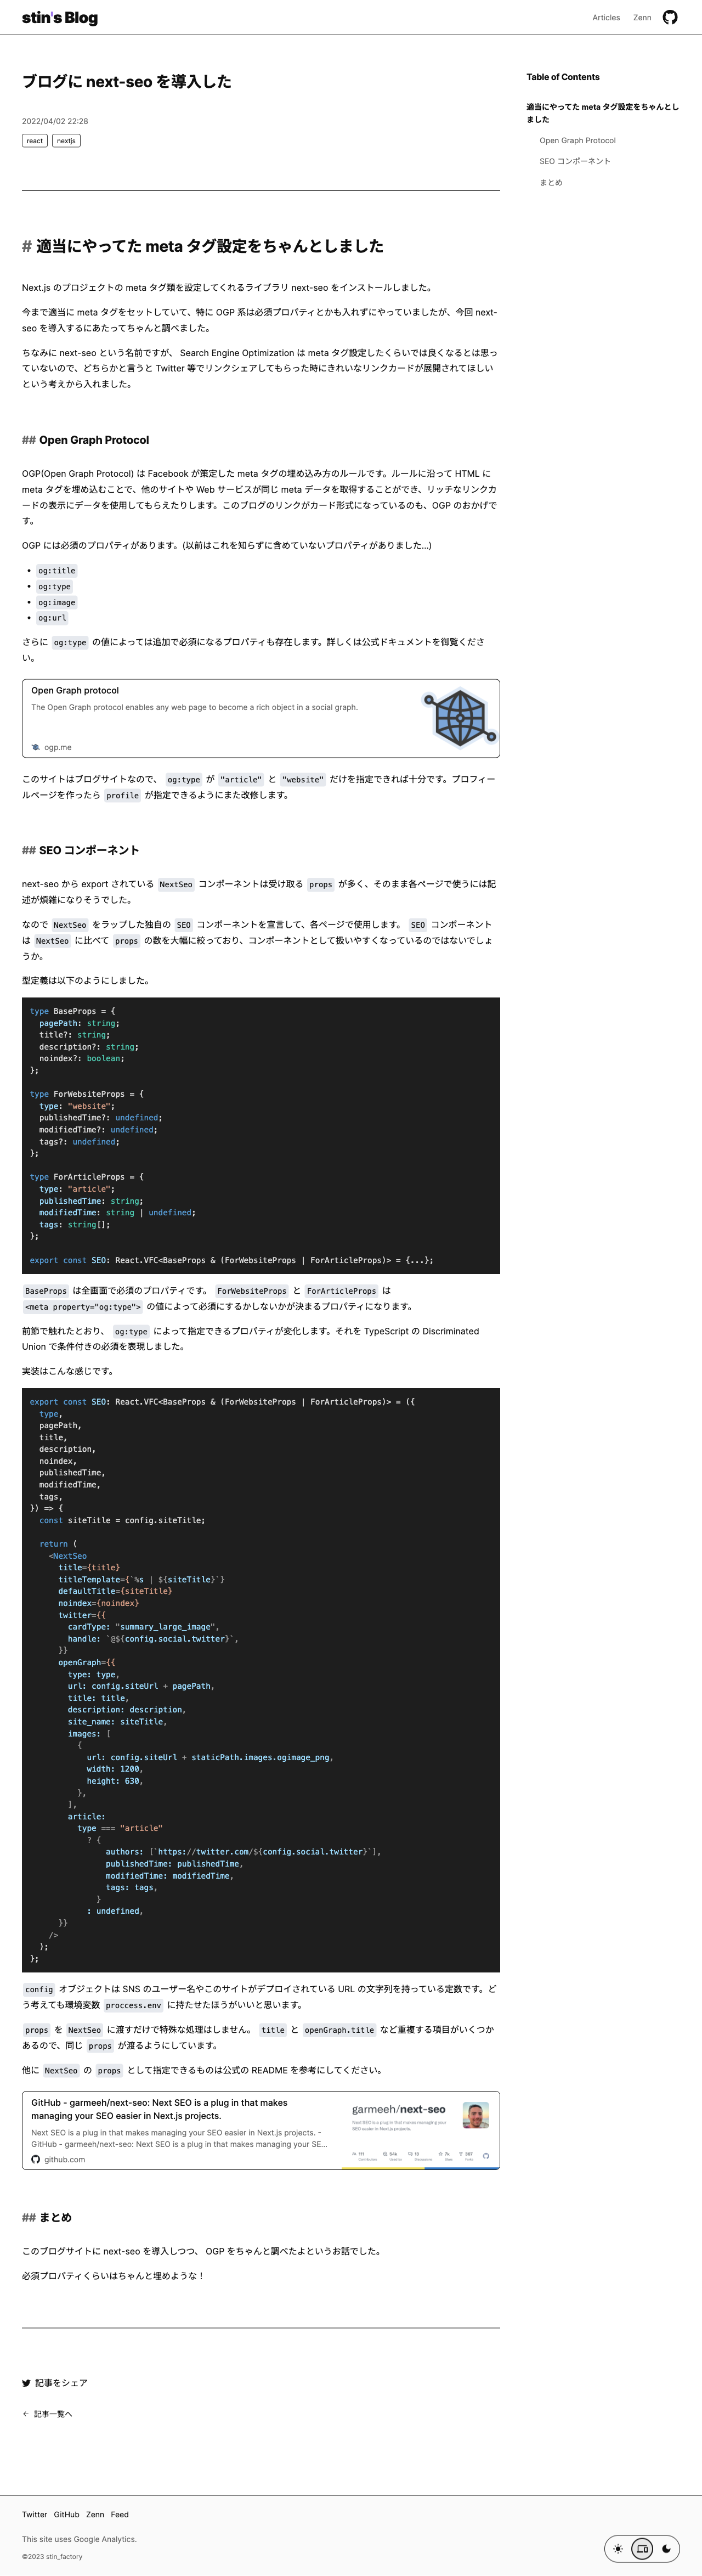 stin's Blog
Articles Zenn
ブログに next-seo を導入した
2022/04/02 22:28
react nextjs
Table of Contents
適当にやってた meta タグ設定をちゃんとし
ました
Open Graph Protocol
SEO コンポーネント
まとめ
# 適当にやってた meta タグ設定をちゃんとしました
Next.js のプロジェクトの meta タグ類を設定してくれるライブラリ next-seo をインストールしました。
今まで適当に meta タグをセットしていて、特に OGP 系は必須プロパティとかも入れずにやっていましたが、今回 next-
seo を導入するにあたってちゃんと調べました。
ちなみに next-seo という名前ですが、 Search Engine Optimization は meta タグ設定したくらいでは良くなるとは思っ
ていないので、どちらかと言うと Twitter 等でリンクシェアしてもらった時にきれいなリンクカードが展開されてほしい
という考えから入れました。
## Open Graph Protocol
OGP(Open Graph Protocol) は Facebook が策定した meta タグの埋め込み方のルールです。ルールに沿って HTML に
meta タグを埋め込むことで、他のサイトや Web サービスが同じ meta データを取得することができ、リッチなリンクカ
ードの表示にデータを使用してもらえたりします。このブログのリンクがカード形式になっているのも、OGP のおかげで
す。
OGP には必須のプロパティがあります。(以前はこれを知らずに含めていないプロパティがありました...)
• og:title
• og:type
• og:image
• og:url
さらに og:type の値によっては追加で必須になるプロパティも存在します。詳しくは公式ドキュメントを御覧くださ
い。
Open Graph protocol
The Open Graph protocol enables any web page to become a rich object in a social graph.
ogp.me
このサイトはブログサイトなので、 og:type が "article" と "website" だけを指定できれば十分です。プロフィー
ルページを作ったら profile が指定できるようにまた改修します。
## SEO コンポーネント
next-seo から export されている NextSeo コンポーネントは受け取る props が多く、そのまま各ページで使うには記
述が煩雑になりそうでした。
なので NextSeo をラップした独自の SEO コンポーネントを宣言して、各ページで使用します。 SEO コンポーネント
は NextSeo に比べて props の数を大幅に絞っており、コンポーネントとして扱いやすくなっているのではないでしょ
うか。
型定義は以下のようにしました。
type BaseProps = {
  pagePath: string;
  title?: string;
  description?: string;
  noindex?: boolean;
};
type ForWebsiteProps = {
  type: "website";
  publishedTime?: undefined;
  modifiedTime?: undefined;
  tags?: undefined;
};
type ForArticleProps = {
  type: "article";
  publishedTime: string;
  modifiedTime: string | undefined;
  tags: string[];
};
export const SEO: React.VFC<BaseProps & (ForWebsiteProps | ForArticleProps)> = {...};
BaseProps は全画面で必須のプロパティです。 ForWebsiteProps と ForArticleProps は
<meta property="og:type"> の値によって必須にするかしないかが決まるプロパティになります。
前節で触れたとおり、 og:type によって指定できるプロパティが変化します。それを TypeScript の Discriminated
Union で条件付きの必須を表現しました。
実装はこんな感じです。
export const SEO: React.VFC<BaseProps & (ForWebsiteProps | ForArticleProps)> = ({
  type,
  pagePath,
  title,
  description,
  noindex,
  publishedTime,
  modifiedTime,
  tags,
}) => {
  const siteTitle = config.siteTitle;
  return (
    <NextSeo
      title={title}
      titleTemplate={`%s | ${siteTitle}`}
      defaultTitle={siteTitle}
      noindex={noindex}
      twitter={{
        cardType: "summary_large_image",
        handle: `@${config.social.twitter}`,
      }}
      openGraph={{
        type: type,
        url: config.siteUrl + pagePath,
        title: title,
        description: description,
        site_name: siteTitle,
        images: [
          {
            url: config.siteUrl + staticPath.images.ogimage_png,
            width: 1200,
            height: 630,
          },
        ],
        article:
          type === "article"
            ? {
                authors: [`https://twitter.com/${config.social.twitter}`],
                publishedTime: publishedTime,
                modifiedTime: modifiedTime,
                tags: tags,
              }
            : undefined,
      }}
    />
  );
};
config オブジェクトは SNS のユーザー名やこのサイトがデプロイされている URL の文字列を持っている定数です。ど
う考えても環境変数 proccess.env に持たせたほうがいいと思います。
props を NextSeo に渡すだけで特殊な処理はしません。 title と openGraph.title など重複する項目がいくつか
あるので、同じ props が渡るようにしています。
他に NextSeo の props として指定できるものは公式の README を参考にしてください。
GitHub - garmeeh/next-seo: Next SEO is a plug in that makes
managing your SEO easier in Next.js projects.
Next SEO is a plug in that makes managing your SEO easier in Next.js projects. -
GitHub - garmeeh/next-seo: Next SEO is a plug in that makes managing your SE...
github.com
garmeeh/next-seo
Next SEO is a plug in that makes managing your
SEO easier in Next.js projects.
## まとめ
このブログサイトに next-seo を導入しつつ、 OGP をちゃんと調べたよというお話でした。
必須プロパティくらいはちゃんと埋めような！
記事をシェア
← 記事一覧へ
Twitter GitHub Zenn Feed
This site uses Google Analytics.
©2023 stin_factory